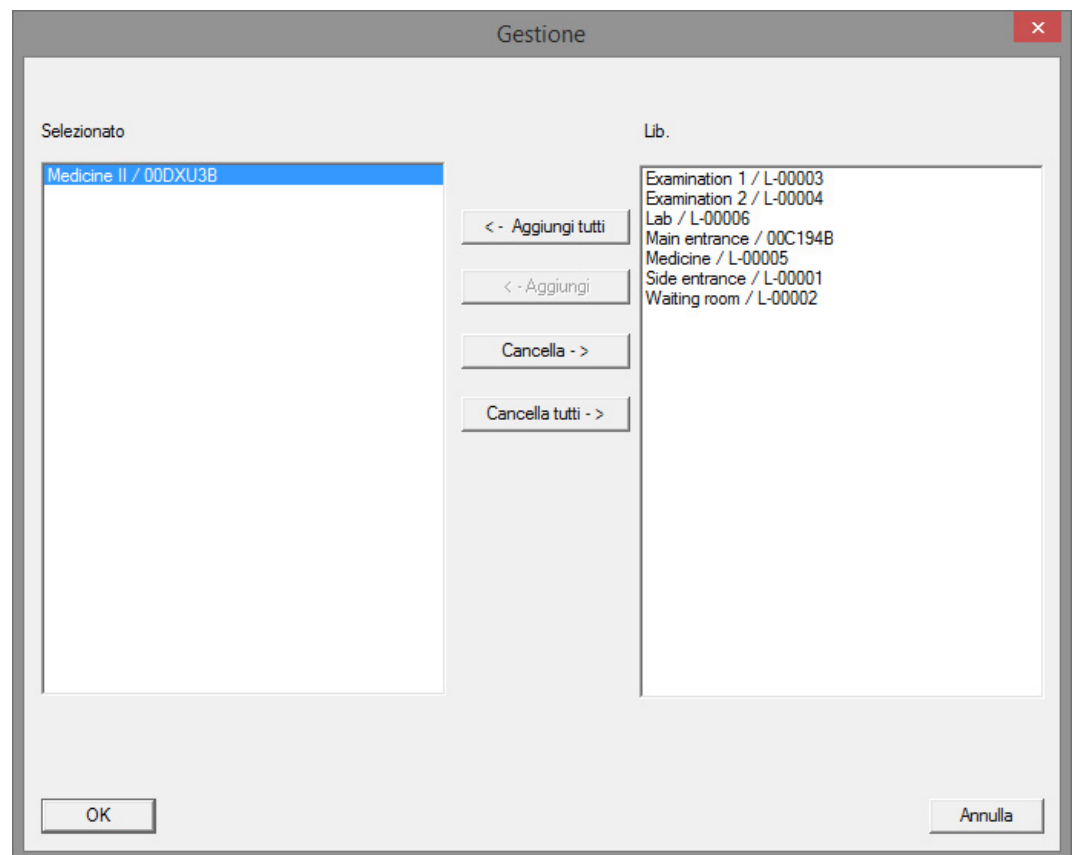 Gestione
Selezionato
Medicine II / 00DXU3B
< - Aggiungi tutti
< - Aggiungi
Cancella - >
Cancella tutti - >
Lib.
Examination 1 / L-00003
Examination 2 / L-00004
Lab / L-00006
Main entrance / 00C194B
Medicine / L-00005
Side entrance / L-00001
Waiting room / L-00002
OK
Annulla